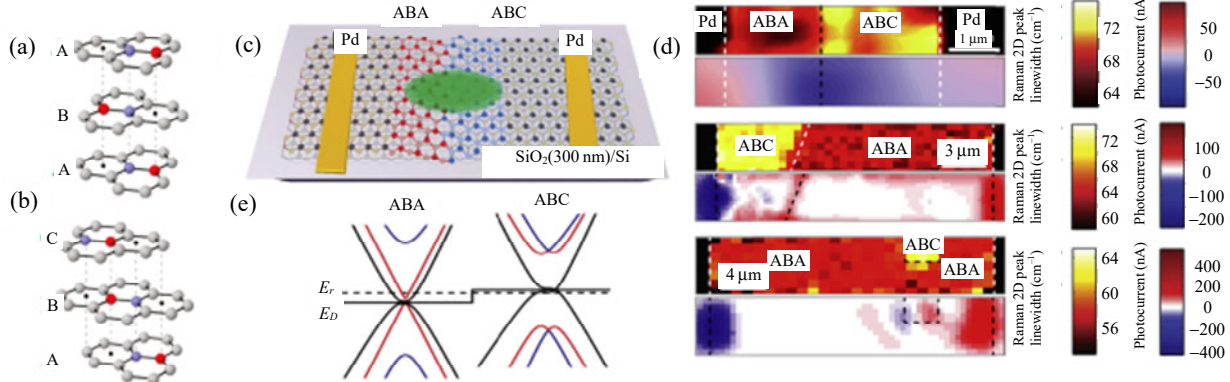 (a)
A
B
A
(b)
C
B
A
(c)
ABA
ABC
Pd
Pd
SiO₂(300 nm)/Si
(e)
ABA
ABC
E_r
E_D
(d)
Pd
ABA
ABC
Pd
1 μm
Raman 2D peak
linewidth (cm⁻¹)
72
68
64
Photocurrent (nA)
50
0
−50
ABC
ABA
3 μm
Raman 2D peak
linewidth (cm⁻¹)
72
68
64
60
Photocurrent (nA)
100
0
−100
−200
ABC
4 μm
ABA
ABA
Raman 2D peak
linewidth (cm⁻¹)
64
60
56
Photocurrent (nA)
400
200
0
−200
−400